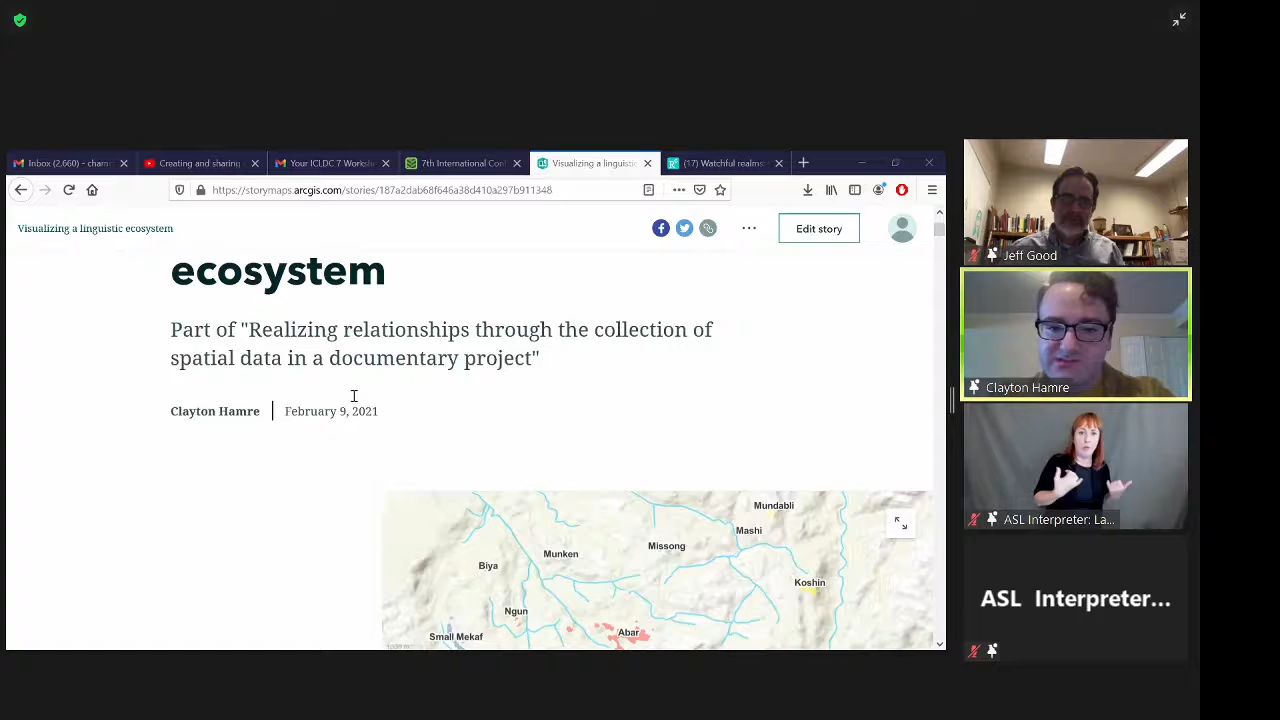 Inbox (2,660) - cham
Creating and sharing
Your ICLDC 7 Worksh
7th International Con
Visualizing a linguistic
(17) Watchful realms:
https://storymaps.arcgis.com/stories/187a2dab68f646a38d410a297b911348
Visualizing a linguistic ecosystem
Edit story
ecosystem
Part of "Realizing relationships through the collection of
spatial data in a documentary project"
Clayton Hamre
February 9, 2021
Mundabli
Mashi
Missong
Munken
Biya
Koshin
Ngun
Abar
Small Mekaf
Jeff Good
Clayton Hamre
ASL Interpreter: La...
ASL Interpreter...